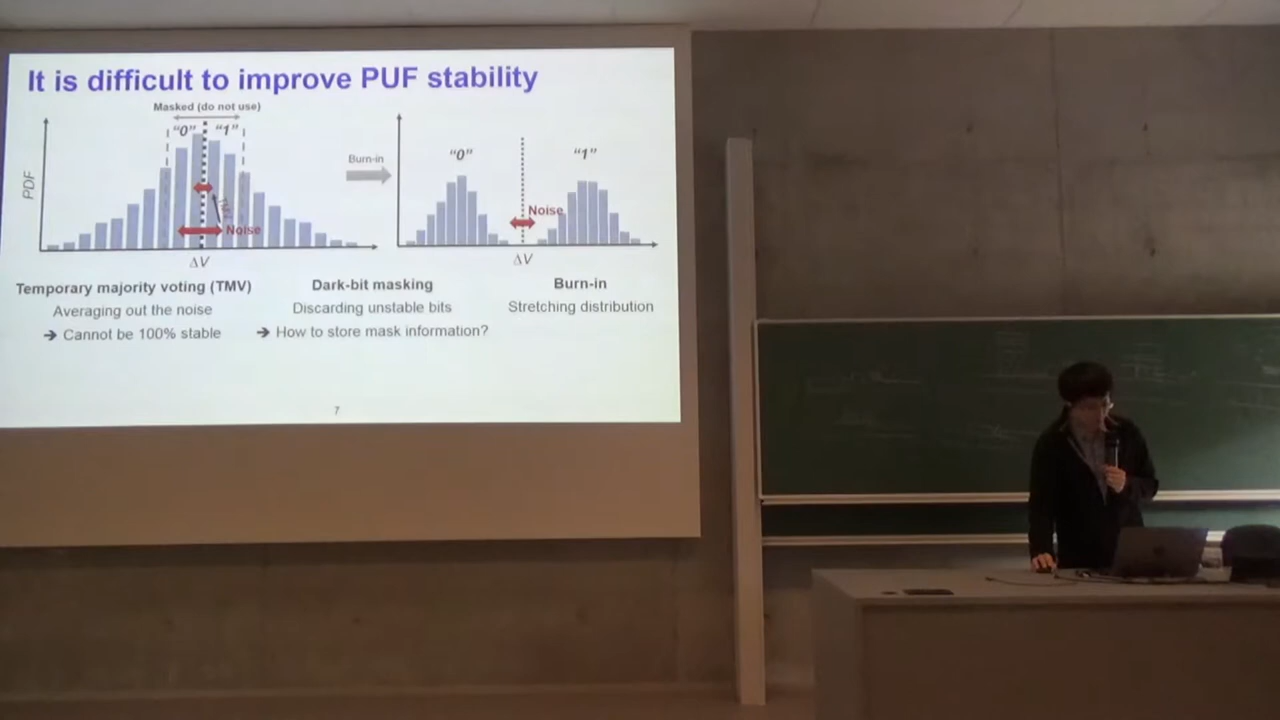 It is difficult to improve PUF stability
Masked (do not use)
"0" "1"
PDF
TMV
Noise
ΔV
Burn-in
"0"
"1"
Noise
ΔV
Temporary majority voting (TMV)
Averaging out the noise
➔ Cannot be 100% stable
Dark-bit masking
Discarding unstable bits
➔ How to store mask information?
Burn-in
Stretching distribution
7